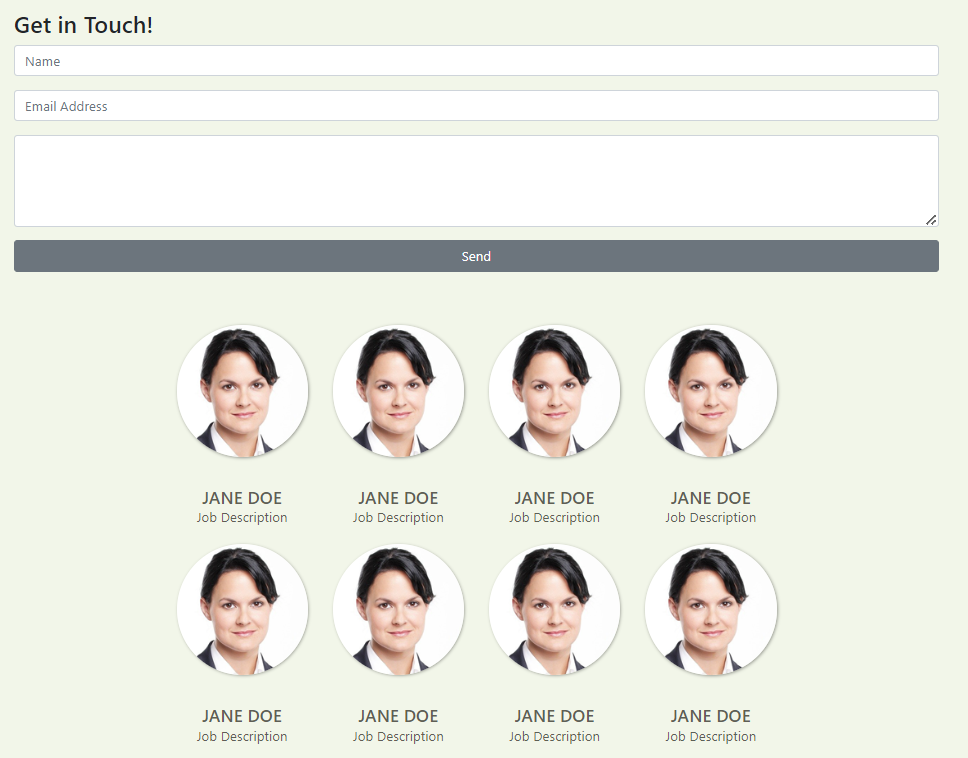 Get in Touch!
Name
Email Address
Send
JANE DOE JANE DOE JANE DOE JANE DOE
Job Description Job Description Job Description Job Description
JANE DOE JANE DOE JANE DOE JANE DOE
Job Description Job Description Job Description Job Description